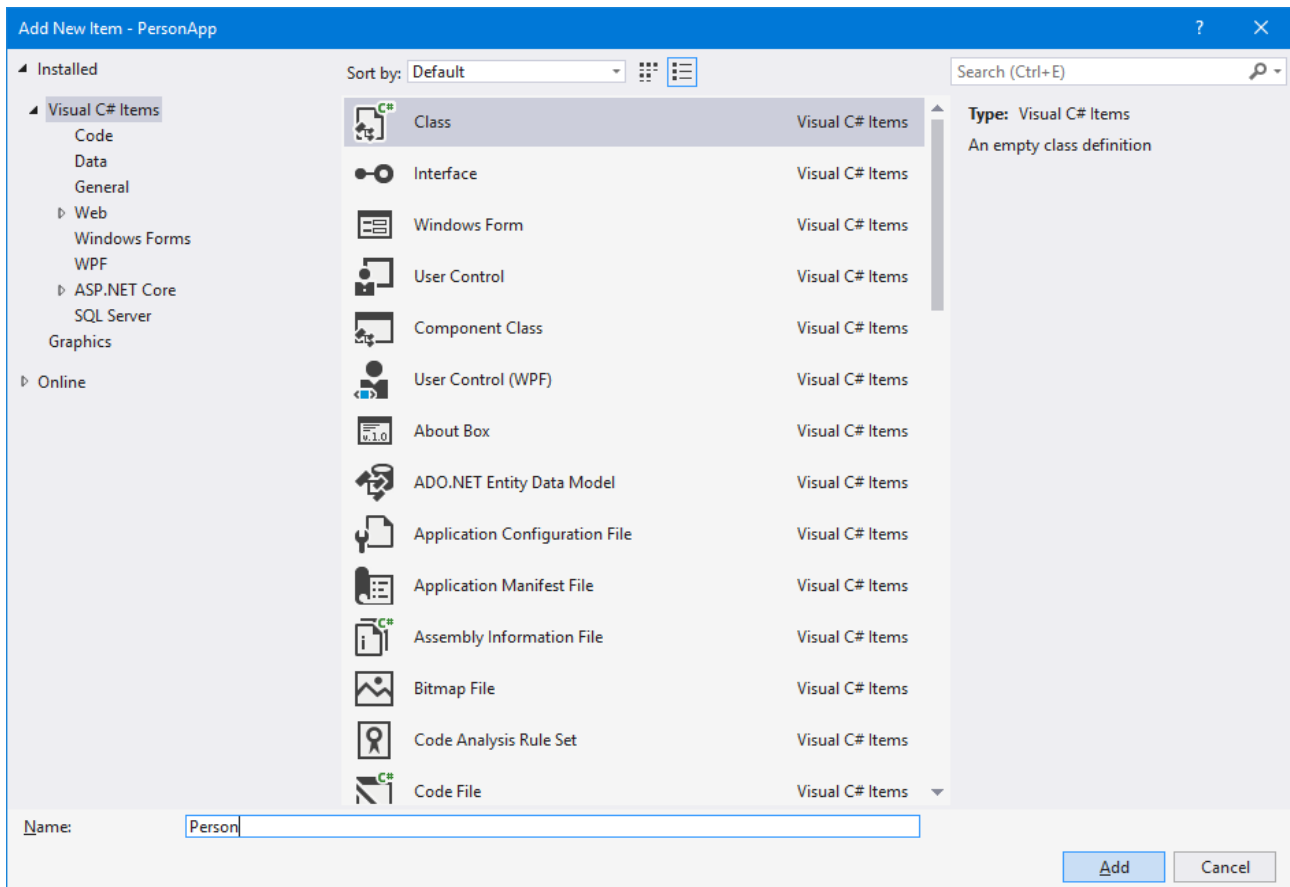 Add New Item - PersonApp
?
Installed
Visual C# Items
Code
Data
General
Web
Windows Forms
WPF
ASP.NET Core
SQL Server
Graphics
Online
Sort by: Default
Search (Ctrl+E)
C# Class Visual C# Items
Interface Visual C# Items
Windows Form Visual C# Items
User Control Visual C# Items
Component Class Visual C# Items
User Control (WPF) Visual C# Items
v.1.0 About Box Visual C# Items
ADO.NET Entity Data Model Visual C# Items
Application Configuration File Visual C# Items
Application Manifest File Visual C# Items
C# Assembly Information File Visual C# Items
Bitmap File Visual C# Items
Code Analysis Rule Set Visual C# Items
C# Code File Visual C# Items
Type: Visual C# Items
An empty class definition
Name: Person
Add Cancel